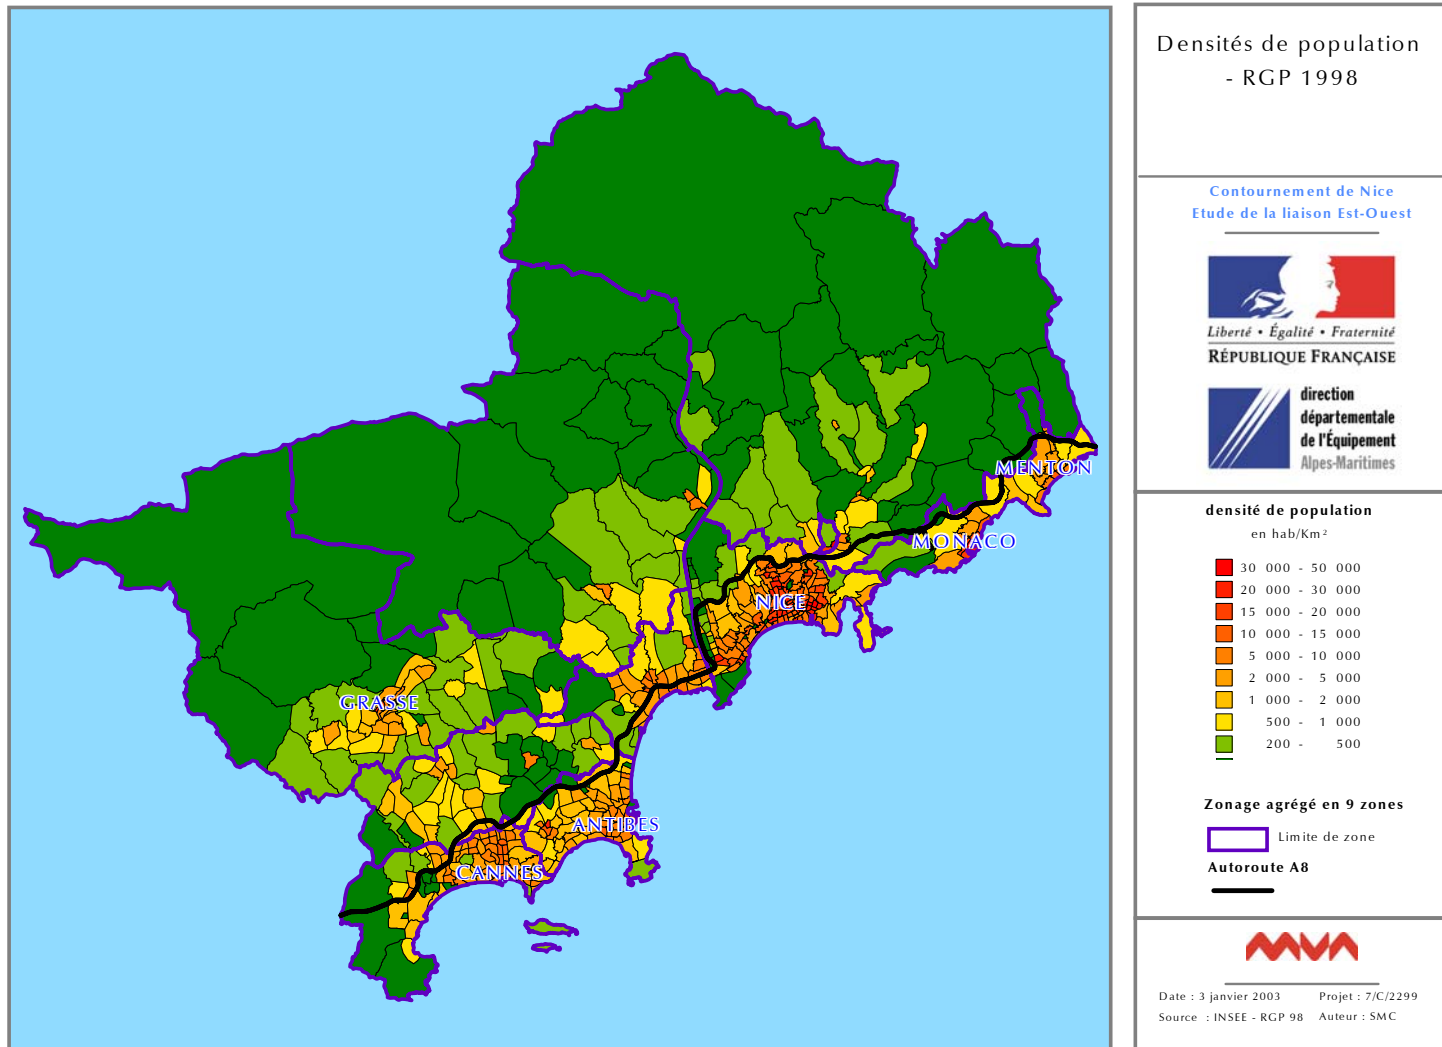 Densités de population
- RGP 1998
Contournement de Nice
Etude de la liaison Est-Ouest
Liberté • Égalité • Fraternité
RÉPUBLIQUE FRANÇAISE
direction
départementale
de l'Équipement
Alpes-Maritimes
densité de population
en hab/Km²
30 000 - 50 000
20 000 - 30 000
15 000 - 20 000
10 000 - 15 000
5 000 - 10 000
2 000 - 5 000
1 000 - 2 000
500 - 1 000
200 - 500
Zonage agrégé en 9 zones
Limite de zone
Autoroute A8
MVA
Date : 3 janvier 2003 Projet : 7/C/2299
Source : INSEE - RGP 98 Auteur : SMC
MENTON
MONACO
NICE
GRASSE
ANTIBES
CANNES